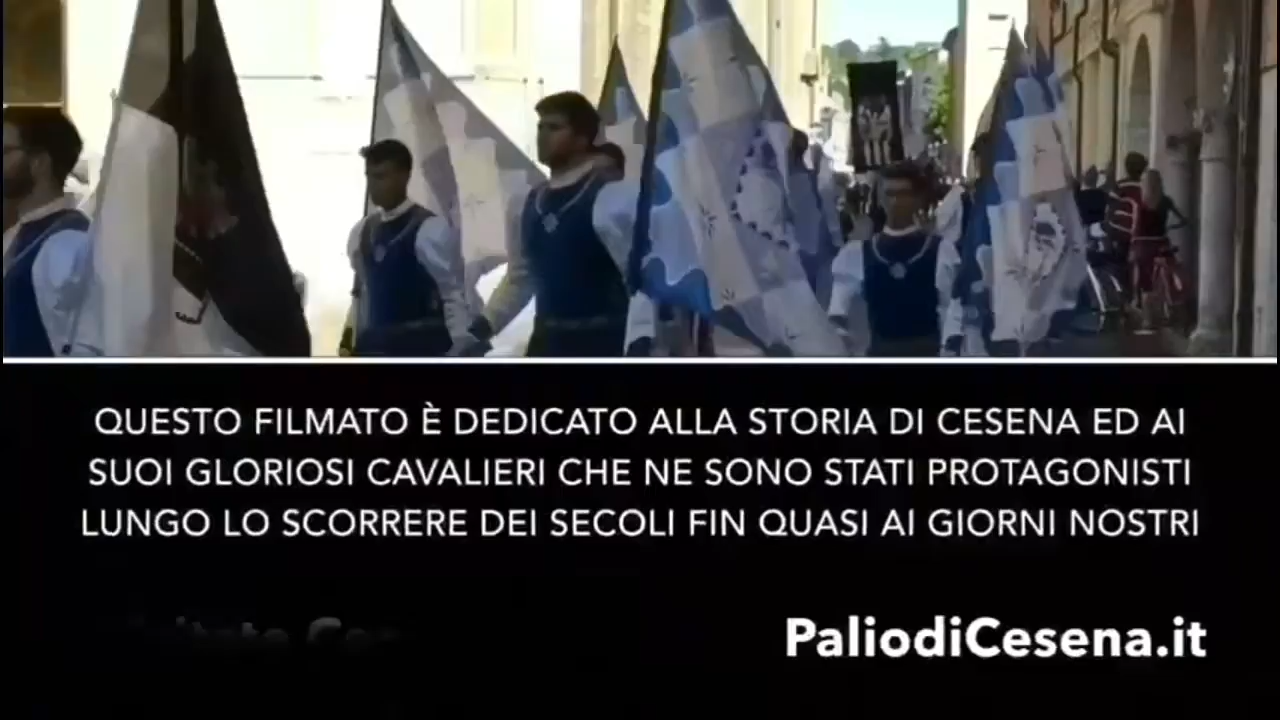 QUESTO FILMATO È DEDICATO ALLA STORIA DI CESENA ED AI
SUOI GLORIOSI CAVALIERI CHE NE SONO STATI PROTAGONISTI
LUNGO LO SCORRERE DEI SECOLI FIN QUASI AI GIORNI NOSTRI
PaliodiCesena.it